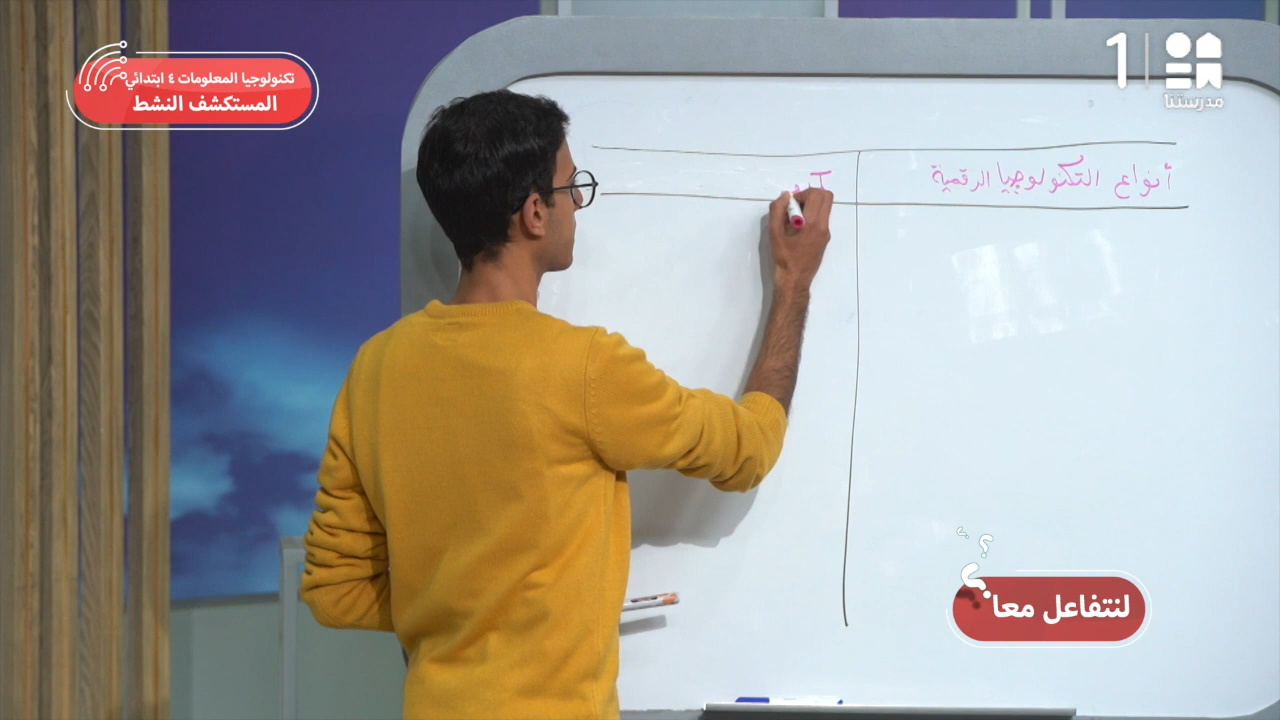 تكنولوجيا المعلومات ٤ ابتدائي
المستكشف النشط
1
مدرستنا
أنواع التكنولوجيا الرقمية
لنتفاعل معا
؟
؟
؟